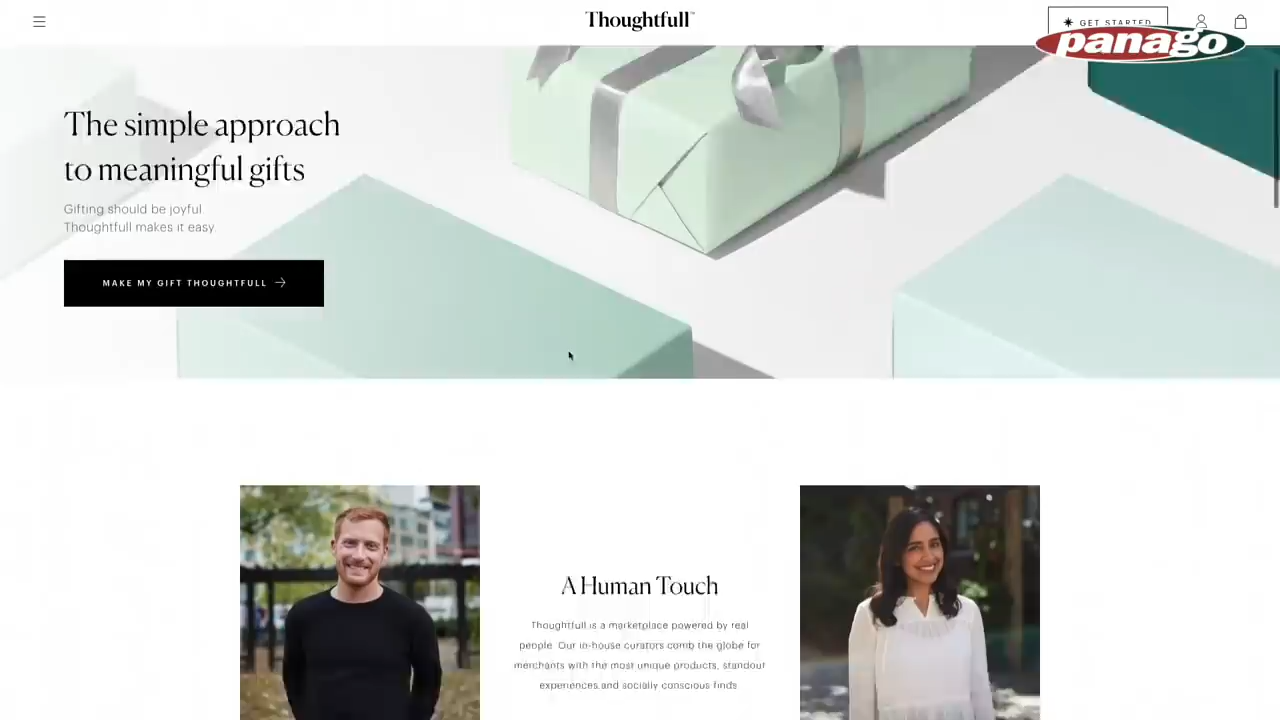 Thoughtfull™
GET STARTED
panago
The simple approach
to meaningful gifts
Gifting should be joyful.
Thoughtfull makes it easy.
MAKE MY GIFT THOUGHTFULL
A Human Touch
Thoughtfull is a marketplace powered by real
people. Our in-house curators comb the globe for
merchants with the most unique products, standout
experiences and socially conscious finds.